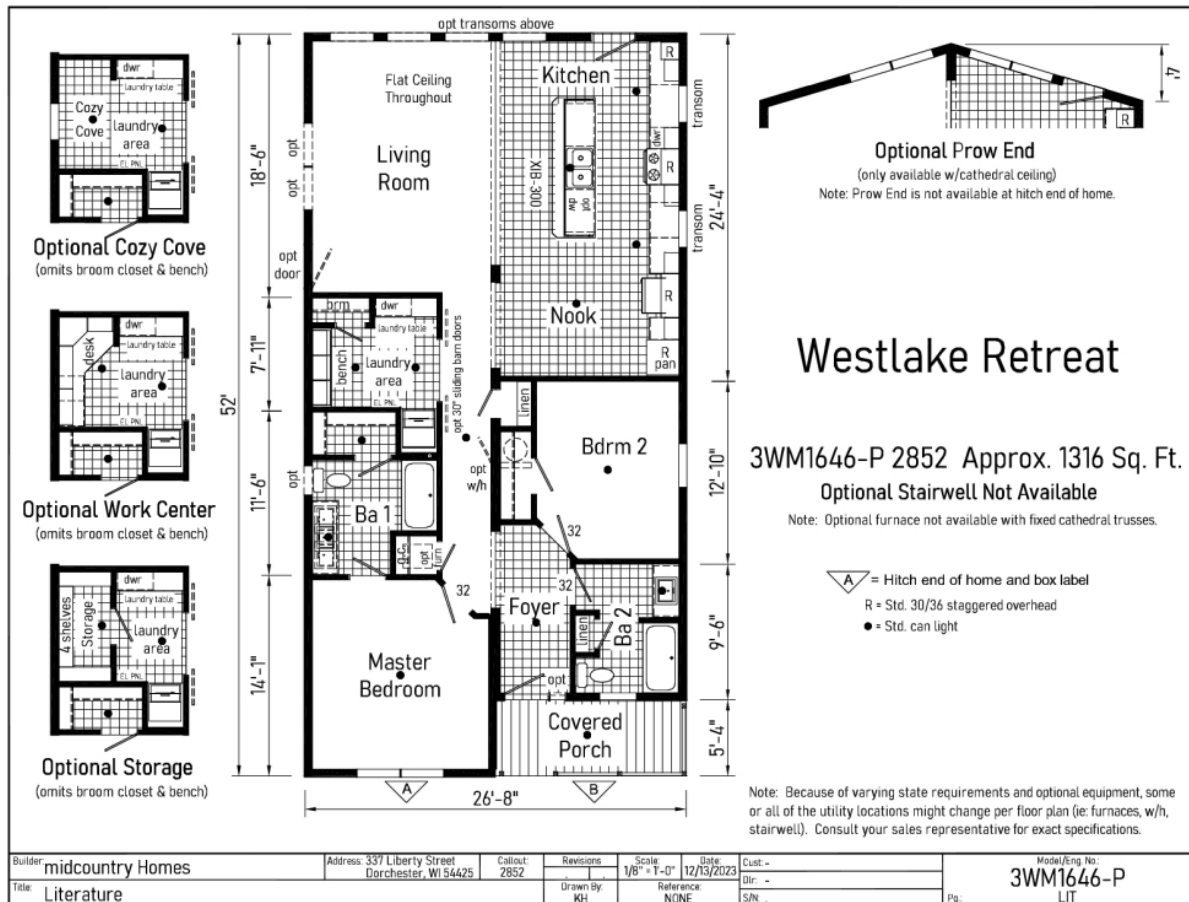 opt transoms above
dwr
laundry table
Cozy
Cove
laundry
area
EL PNL
Optional Cozy Cove
(omits broom closet & bench)
desk
dwr
laundry table
laundry
area
EL PNL
Optional Work Center
(omits broom closet & bench)
4 shelves
Storage
dwr
laundry table
laundry
area
EL PNL
Optional Storage
(omits broom closet & bench)
52'
18'-6"
7'-11"
11'-6"
14'-1"
opt
opt
opt
door
Flat Ceiling
Throughout
Living
Room
Kitchen
R
transom
dwr
R
XIB-300
opt
dw
transom
24'-4"
R
Nook
R
pan
brm
dwr
laundry table
bench
laundry
area
EL PNL
opt 30" sliding barn doors
linen
Bdrm 2
12'-10"
opt
w/h
opt
Ba 1
opt
furn
32
32
32
Foyer
linen
Ba 2
9'-6"
Master
Bedroom
opt
Covered
Porch
5'-4"
A
B
26'-8"
4'
R
Optional Prow End
(only available w/cathedral ceiling)
Note: Prow End is not available at hitch end of home.
Westlake Retreat
3WM1646-P 2852 Approx. 1316 Sq. Ft.
Optional Stairwell Not Available
Note: Optional furnace not available with fixed cathedral trusses.
A = Hitch end of home and box label
R = Std. 30/36 staggered overhead
● = Std. can light
Note: Because of varying state requirements and optional equipment, some
or all of the utility locations might change per floor plan (ie: furnaces, w/h,
stairwell). Consult your sales representative for exact specifications.
Builder: midcountry Homes
Address: 337 Liberty Street
Dorchester, WI 54425
Callout:
2852
Revisions
Scale:
1/8" = 1'-0"
Date:
12/13/2023
Cust: -
Dlr: -
S/N: .
Model/Eng. No.:
3WM1646-P
Title: Literature
Drawn By:
KH
Reference:
NONE
Pg.:
LIT